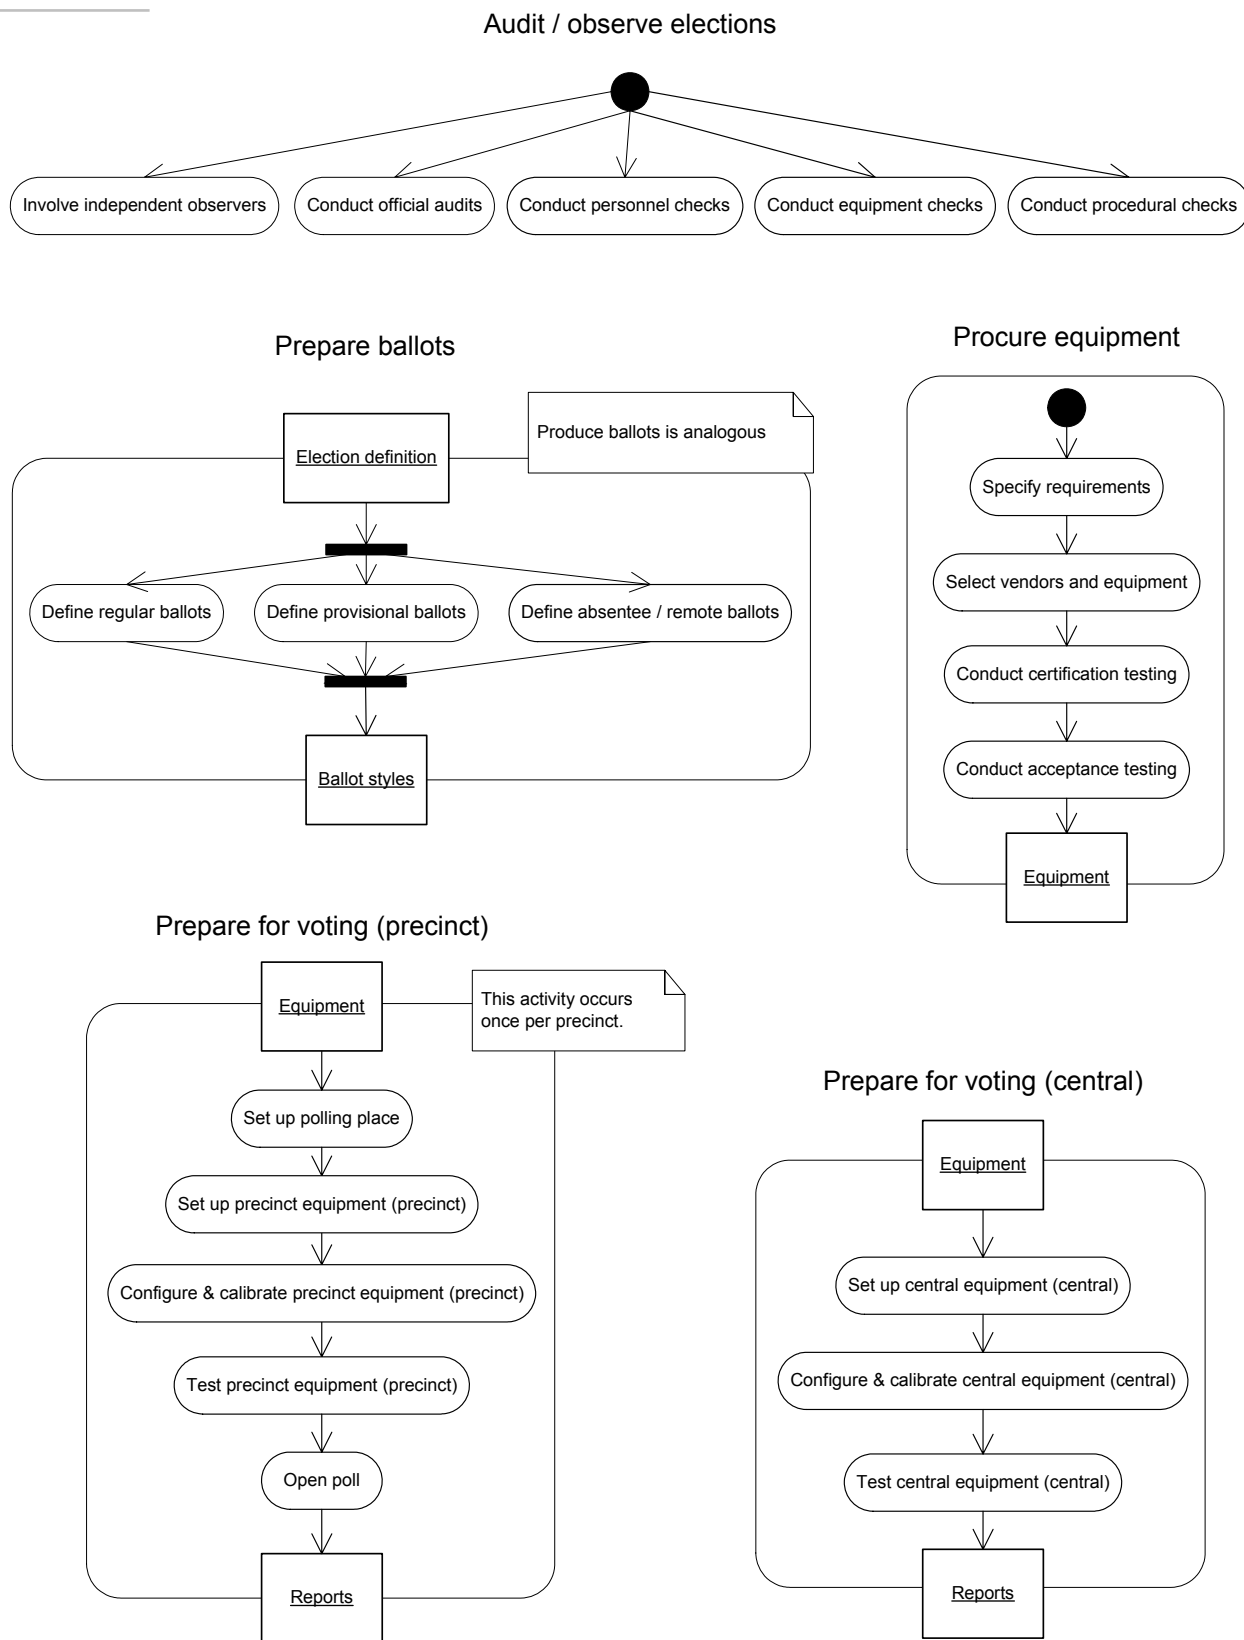 Audit / observe elections
Involve independent observers
Conduct official audits
Conduct personnel checks
Conduct equipment checks
Conduct procedural checks
Prepare ballots
Election definition
Produce ballots is analogous
Define regular ballots
Define provisional ballots
Define absentee / remote ballots
Ballot styles
Procure equipment
Specify requirements
Select vendors and equipment
Conduct certification testing
Conduct acceptance testing
Equipment
Prepare for voting (precinct)
Equipment
This activity occurs
once per precinct.
Set up polling place
Set up precinct equipment (precinct)
Configure & calibrate precinct equipment (precinct)
Test precinct equipment (precinct)
Open poll
Reports
Prepare for voting (central)
Equipment
Set up central equipment (central)
Configure & calibrate central equipment (central)
Test central equipment (central)
Reports